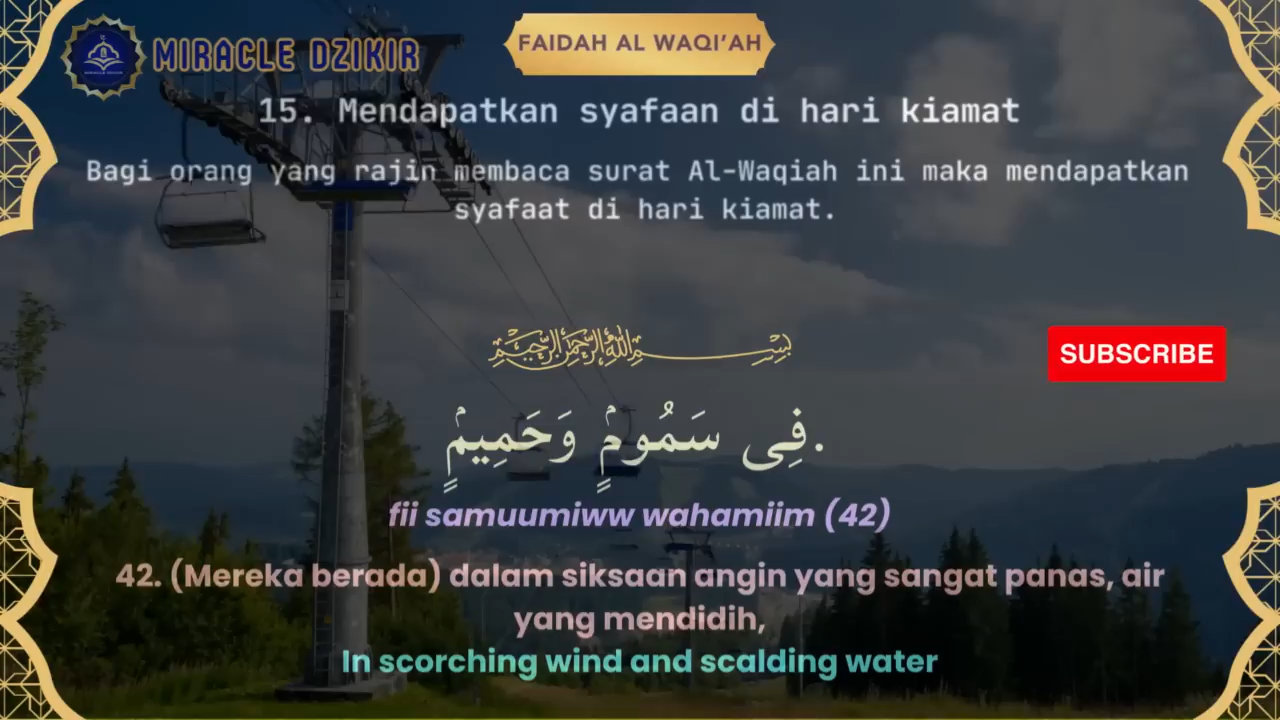 MIRACLE DZIKIR
FAIDAH AL WAQI’AH
15. Mendapatkan syafaan di hari kiamat
Bagi orang yang rajin membaca surat Al-Waqiah ini maka mendapatkan
syafaat di hari kiamat.
بِسْمِ اللهِ الرَّحْمٰنِ الرَّحِيْمِ
SUBSCRIBE
فِى سَمُومٍۢ وَحَمِيمٍۢ.
fii samuumiww wahamiim (42)
42. (Mereka berada) dalam siksaan angin yang sangat panas, air
yang mendidih,
In scorching wind and scalding water